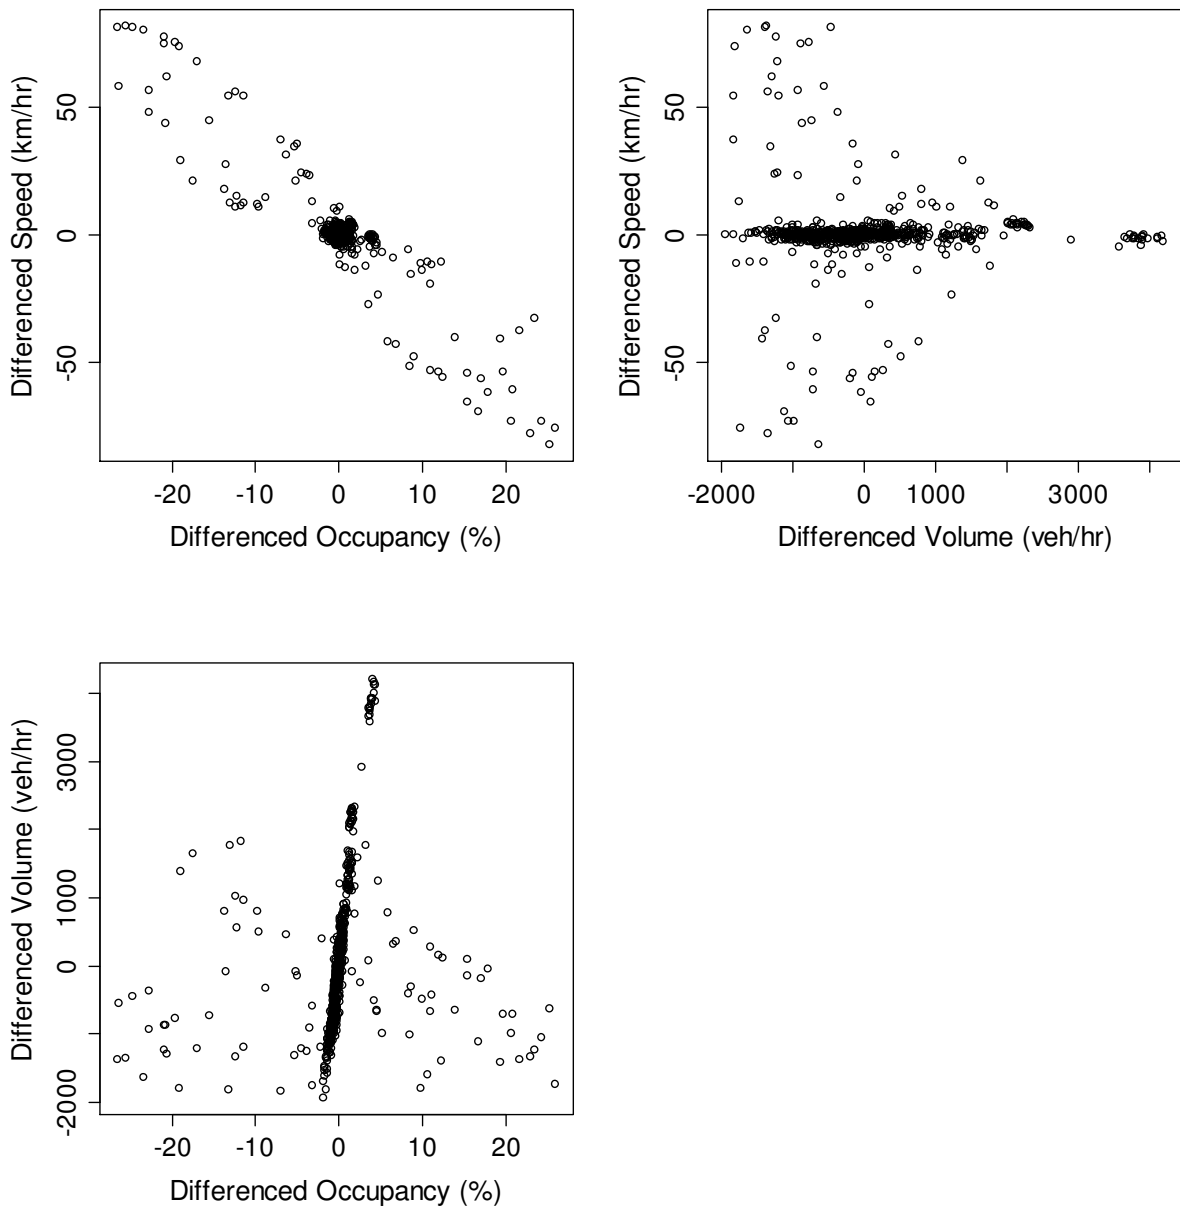 Differenced Speed (km/hr)
50
0
-50
-20 -10 0 10 20
Differenced Occupancy (%)
Differenced Speed (km/hr)
50
0
-50
-2000 0 1000 3000
Differenced Volume (veh/hr)
Differenced Volume (veh/hr)
3000
1000
0
-2000
-20 -10 0 10 20
Differenced Occupancy (%)